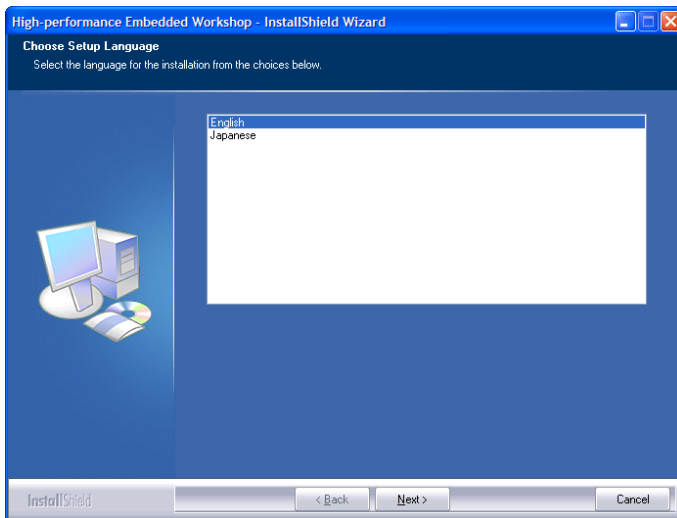 High-performance Embedded Workshop - InstallShield Wizard
Choose Setup Language
Select the language for the installation from the choices below.
English
Japanese
InstallShield
< Back
Next >
Cancel